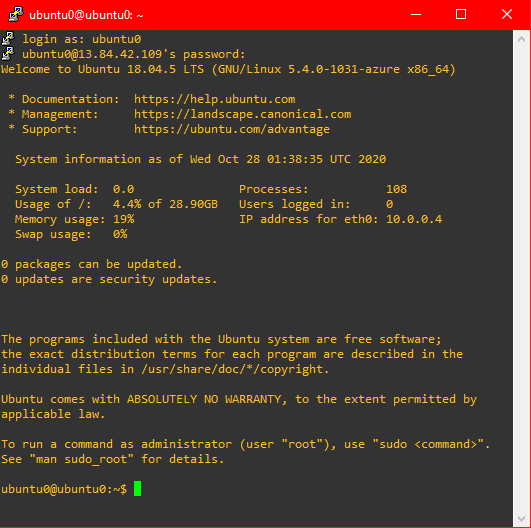 ubuntu0@ubuntu0: ~
login as: ubuntu0
ubuntu0@13.84.42.109's password:
Welcome to Ubuntu 18.04.5 LTS (GNU/Linux 5.4.0-1031-azure x86_64)
* Documentation:  https://help.ubuntu.com
* Management:     https://landscape.canonical.com
* Support:        https://ubuntu.com/advantage
System information as of Wed Oct 28 01:38:35 UTC 2020
System load:  0.0                Processes:           108
Usage of /:   4.4% of 28.90GB   Users logged in:     0
Memory usage: 19%                IP address for eth0: 10.0.0.4
Swap usage:   0%
0 packages can be updated.
0 updates are security updates.
The programs included with the Ubuntu system are free software;
the exact distribution terms for each program are described in the
individual files in /usr/share/doc/*/copyright.
Ubuntu comes with ABSOLUTELY NO WARRANTY, to the extent permitted by
applicable law.
To run a command as administrator (user "root"), use "sudo <command>".
See "man sudo_root" for details.
ubuntu0@ubuntu0:~$